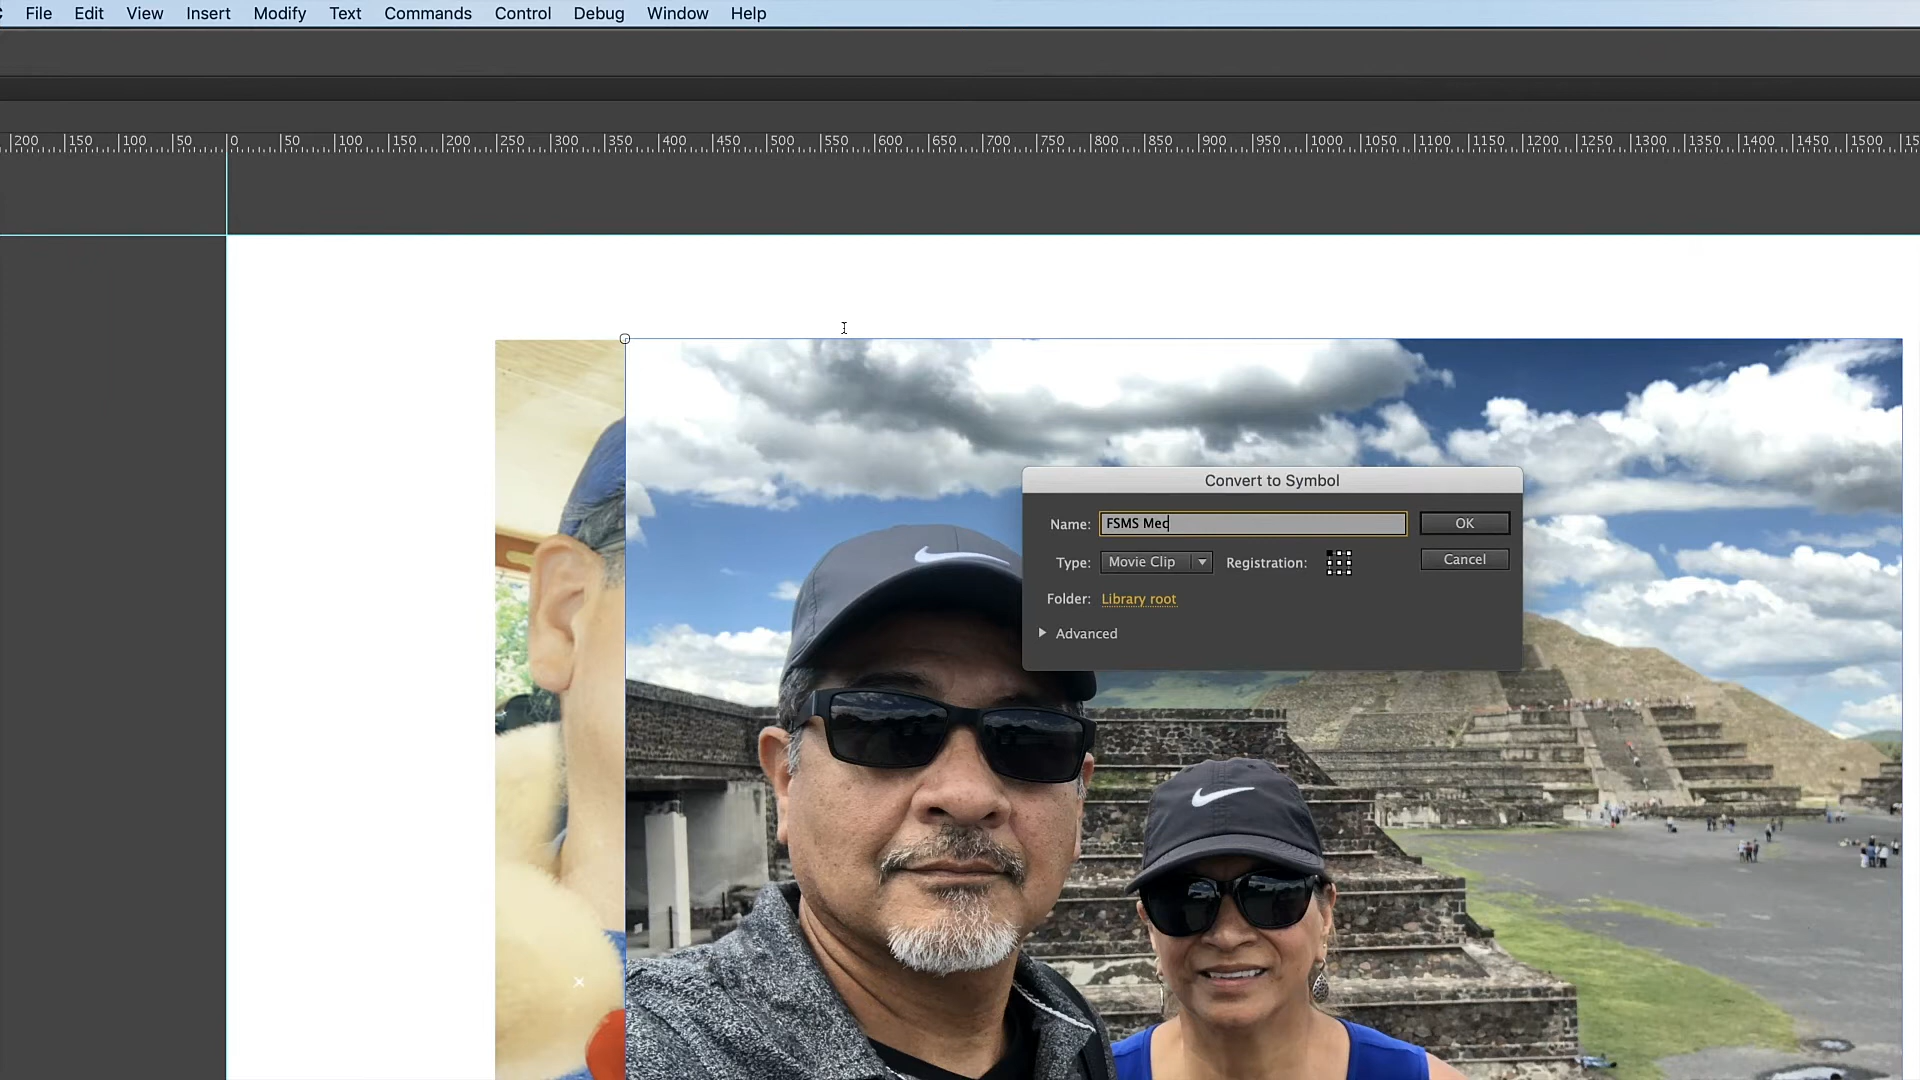 File Edit View Insert Modify Text Commands Control Debug Window Help
200 150 100 50 0 50 100 150 200 250 300 350 400 450 500 550 600 650 700 750 800 850 900 950 1000 1050 1100 1150 1200 1250 1300 1350 1400 1450 1500
Convert to Symbol
Name: FSMS Mec OK
Type: Movie Clip Registration: Cancel
Folder: Library root
Advanced